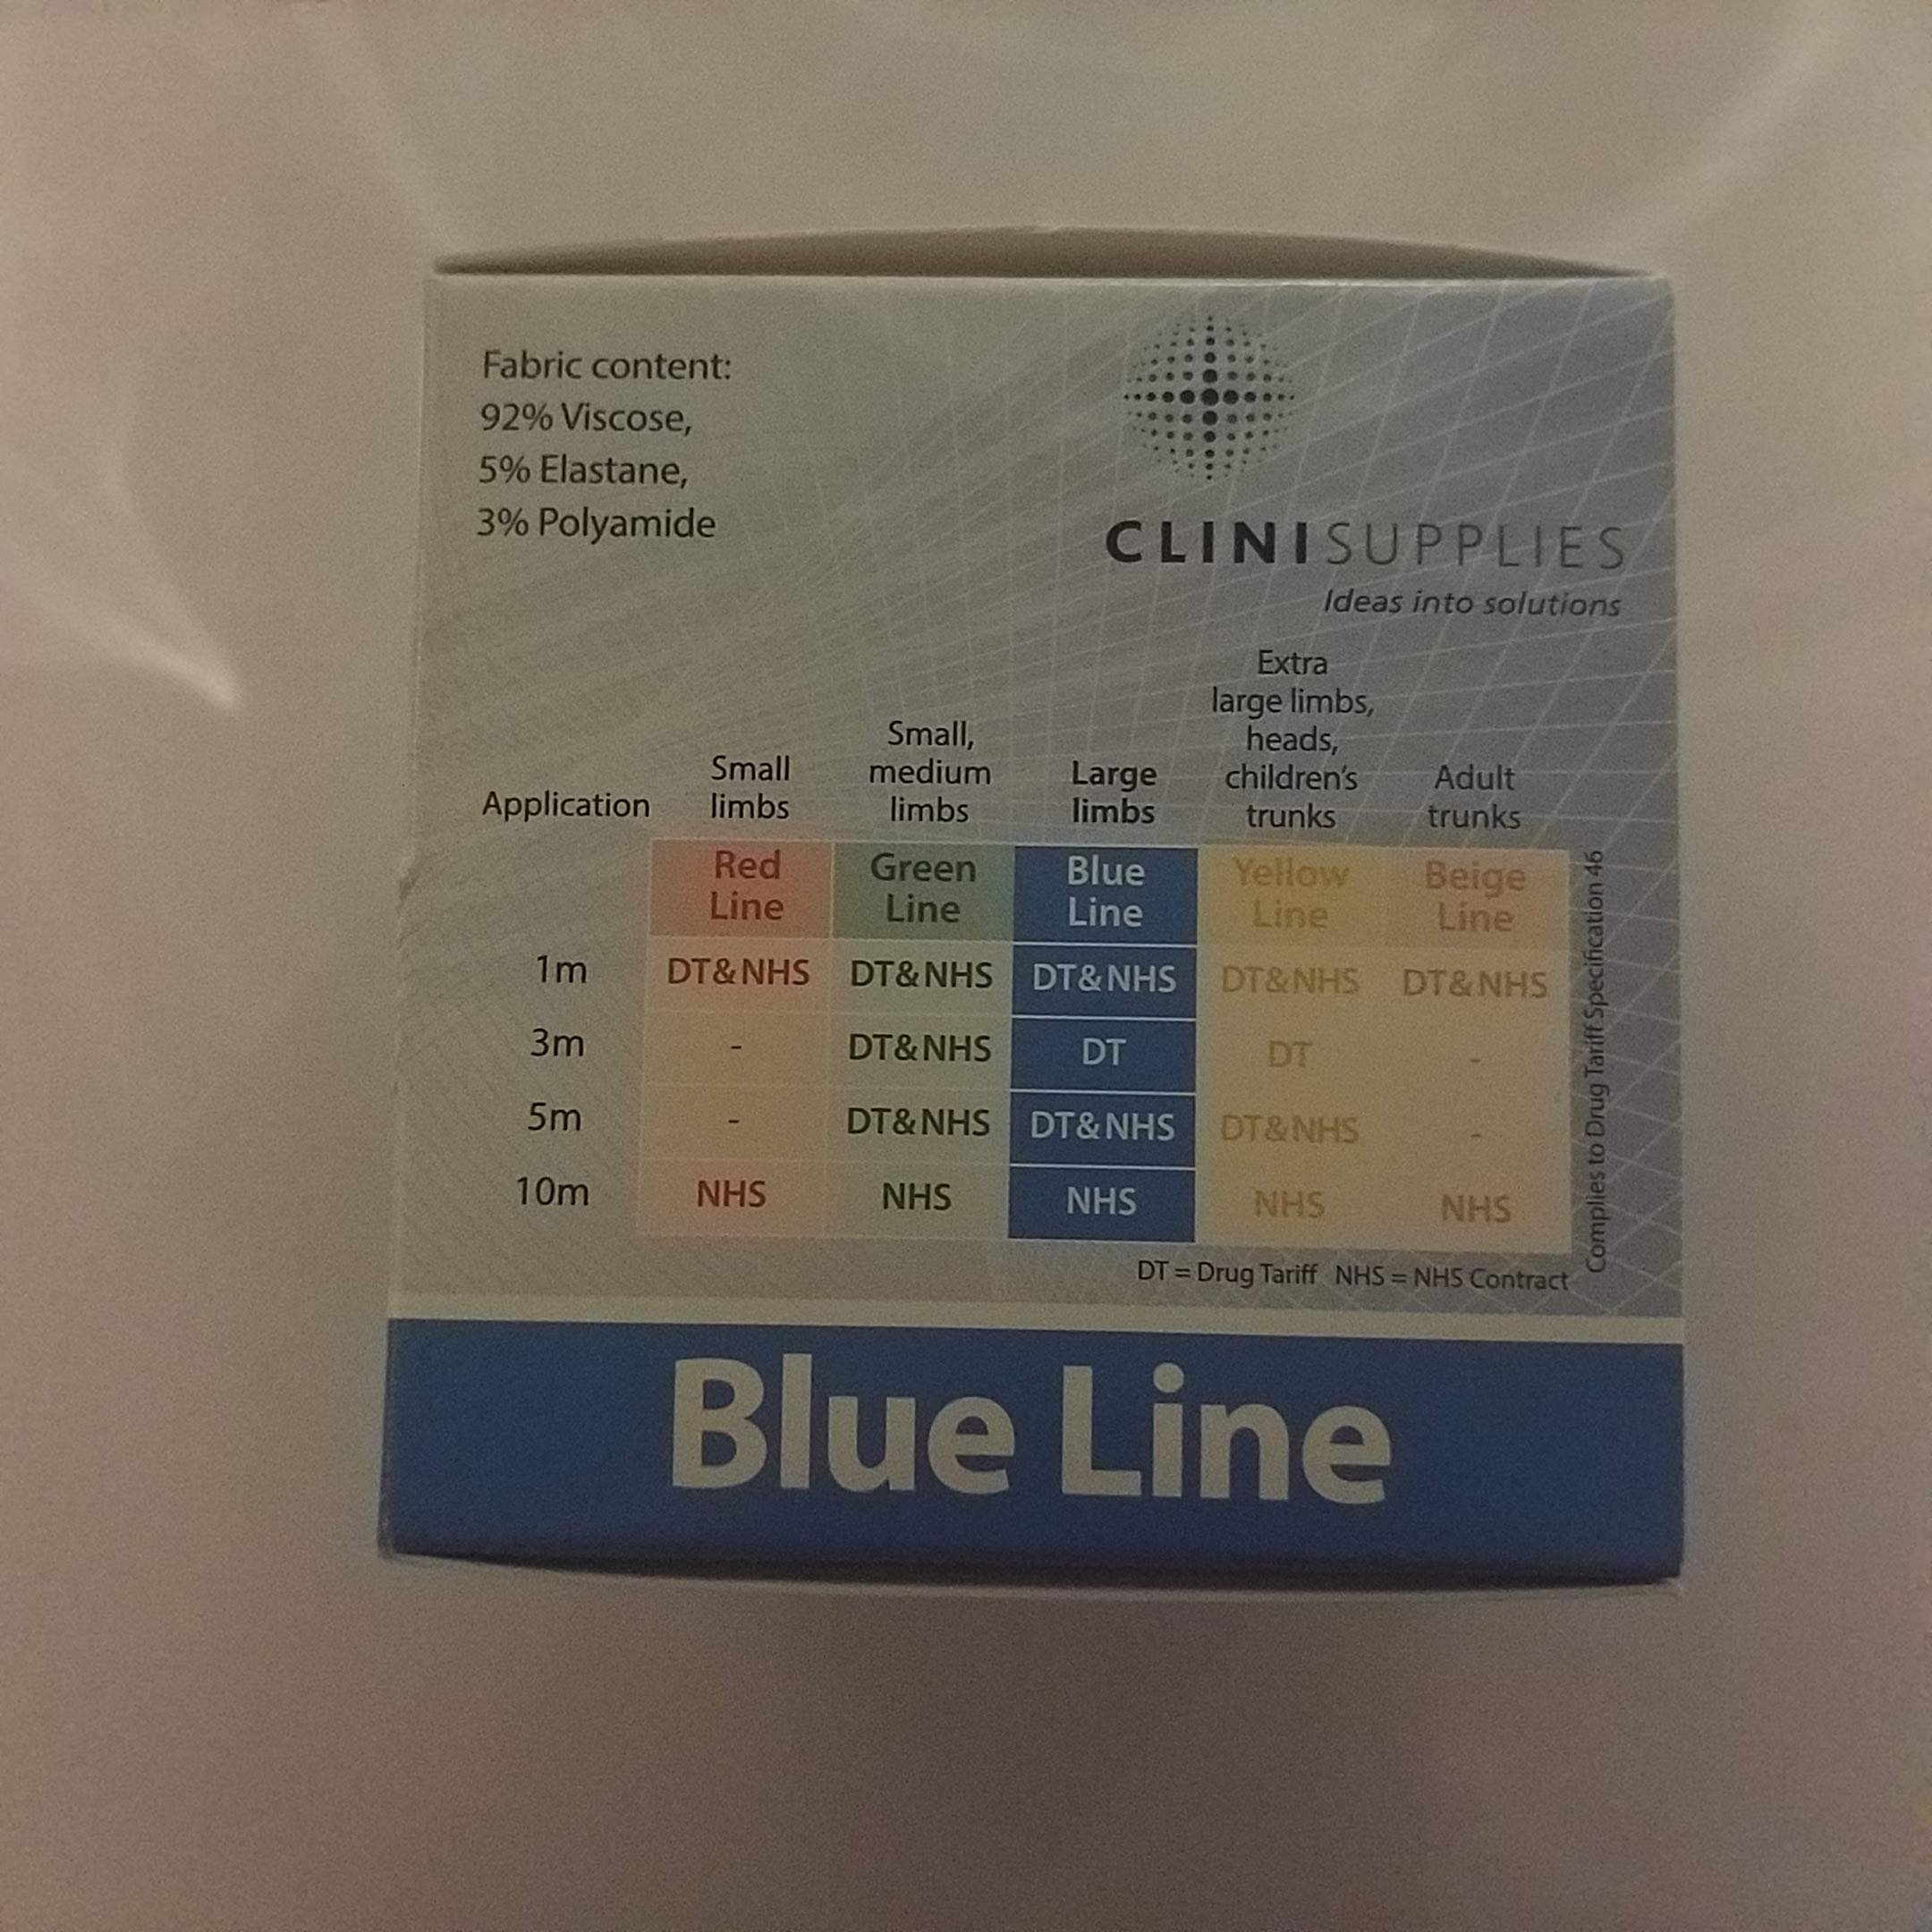 Fabric content:
92% Viscose,
5% Elastane,
3% Polyamide
CLINISUPPLIES
Ideas into solutions
Application
Small
limbs
Small,
medium
limbs
Large
limbs
Extra
large limbs,
heads,
children's
trunks
Adult
trunks
Red
Line
Green
Line
Blue
Line
Yellow
Line
Beige
Line
1m DT&NHS DT&NHS DT&NHS DT&NHS DT&NHS
3m - DT&NHS DT DT -
5m - DT&NHS DT&NHS DT&NHS -
10m NHS NHS NHS NHS NHS
Complies to Drug Tariff Specification 46
DT = Drug Tariff NHS = NHS Contract
Blue Line